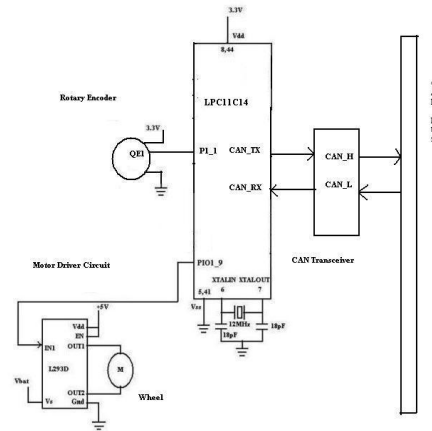 3.3V
Vdd
8,44
LPC11C14
Rotary Encoder
3.3V
QEI
P1_1
CAN_TX
CAN_H
CAN_RX
CAN_L
CAN Transceiver
Motor Driver Circuit
PIO1_9
XTALIN XTALOUT
5,41
6
7
Vss
12MHz
18pF
18pF
+5V
Vdd
EN
IN1
OUT1
L293D
M
Vbat
OUT2
Vs
Gnd
Wheel